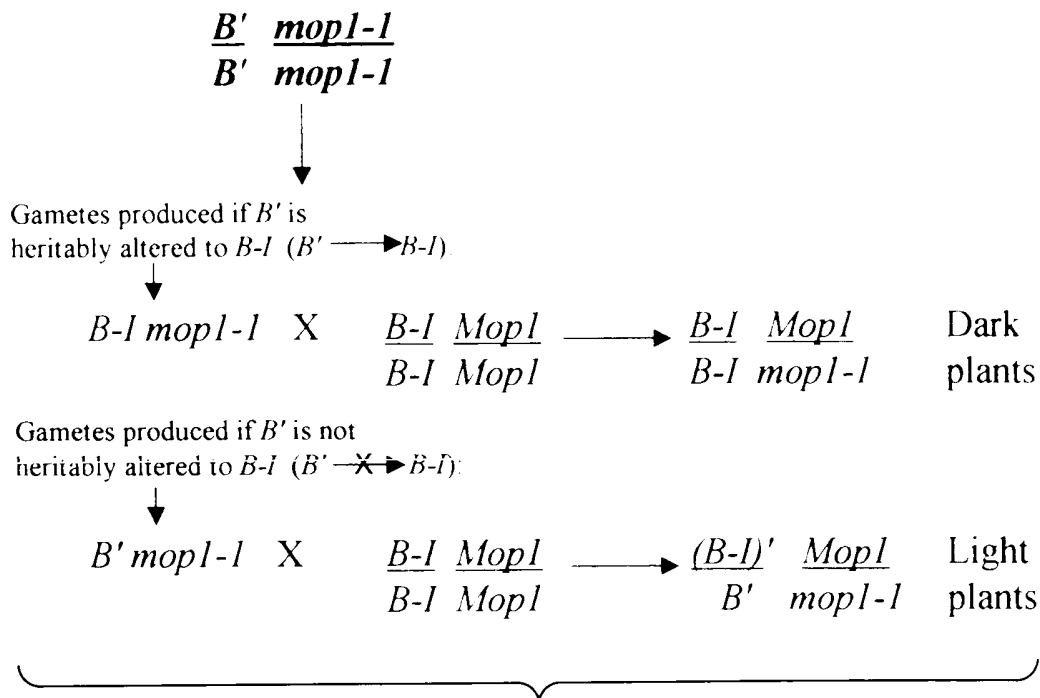 B' mop1-1
B' mop1-1
Gametes produced if B' is
heritably altered to B-I (B' → B-I)
B-I mop1-1 X B-I Mop1 → B-I Mop1 Dark
B-I Mop1 B-I mop1-1 plants
Gametes produced if B' is not
heritably altered to B-I (B' X→ B-I):
B' mop1-1 X B-I Mop1 → (B-I)' Mop1 Light
B-I Mop1 B' mop1-1 plants